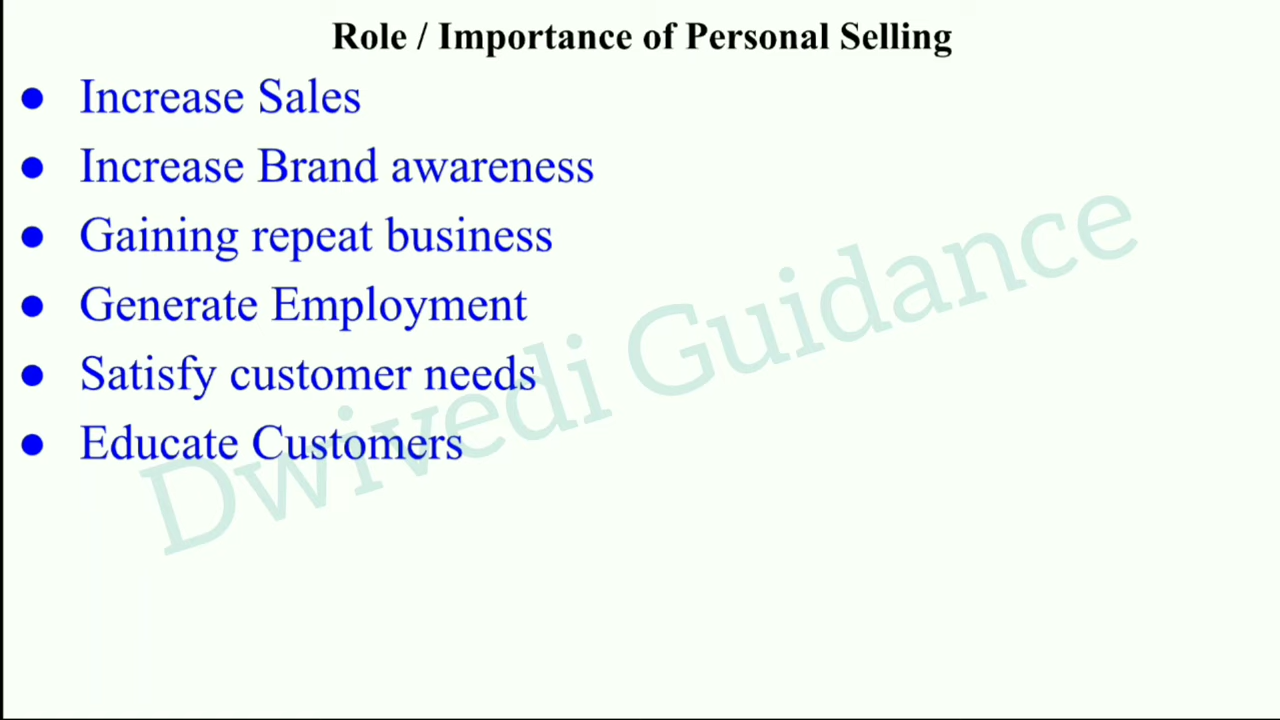 Role / Importance of Personal Selling
● Increase Sales
● Increase Brand awareness
● Gaining repeat business
● Generate Employment
● Satisfy customer needs
● Educate Customers
Dwivedi Guidance